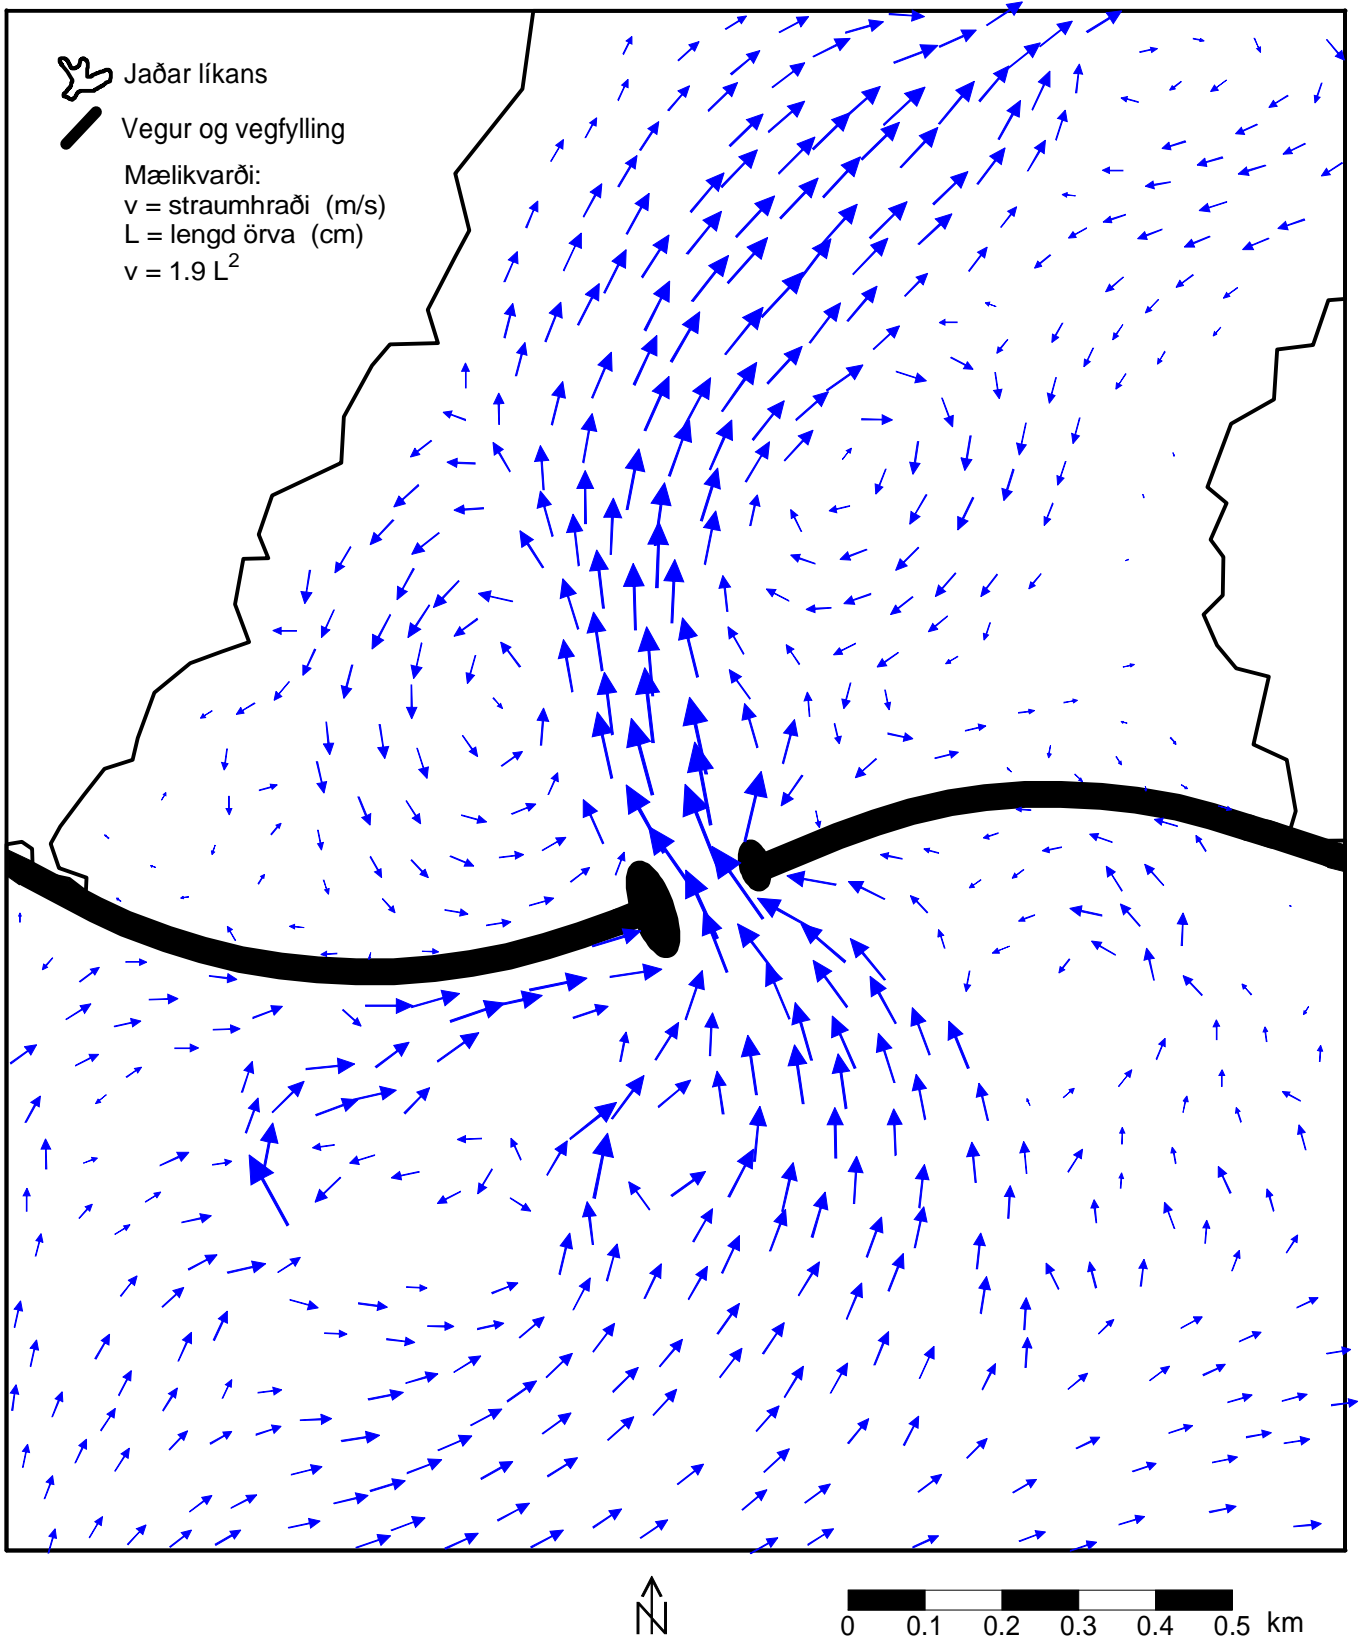 Jaðar líkans
Vegur og vegfylling
Mælikvarði:
v = straumhraði (m/s)
L = lengd örva (cm)
v = 1.9 L²
N
0 0.1 0.2 0.3 0.4 0.5 km